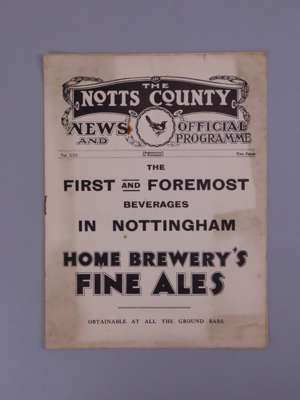 THE
NOTTS COUNTY
NEWS AND OFFICIAL PROGRAMME
THE
FIRST AND FOREMOST
BEVERAGES
IN NOTTINGHAM
HOME BREWERY'S
FINE ALES
OBTAINABLE AT ALL THE GROUND BARS.